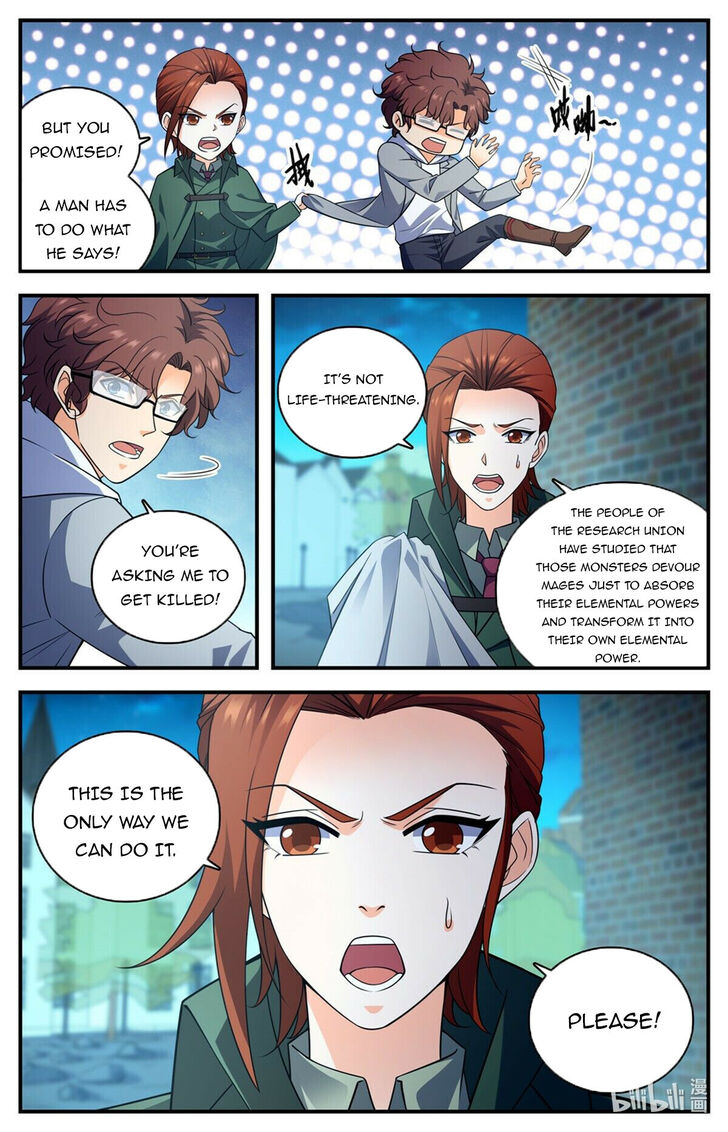 BUT YOU
PROMISED!
A MAN HAS
TO DO WHAT
HE SAYS!
拽
哎呦~
YOU'RE
ASKING ME TO
GET KILLED!
IT'S NOT
LIFE-THREATENING.
THE PEOPLE OF
THE RESEARCH UNION
HAVE STUDIED THAT
THOSE MONSTERS DEVOUR
MAGES JUST TO ABSORB
THEIR ELEMENTAL POWERS
AND TRANSFORM IT INTO
THEIR OWN ELEMENTAL
POWER.
THIS IS THE
ONLY WAY WE
CAN DO IT.
PLEASE!
bilibili 漫画